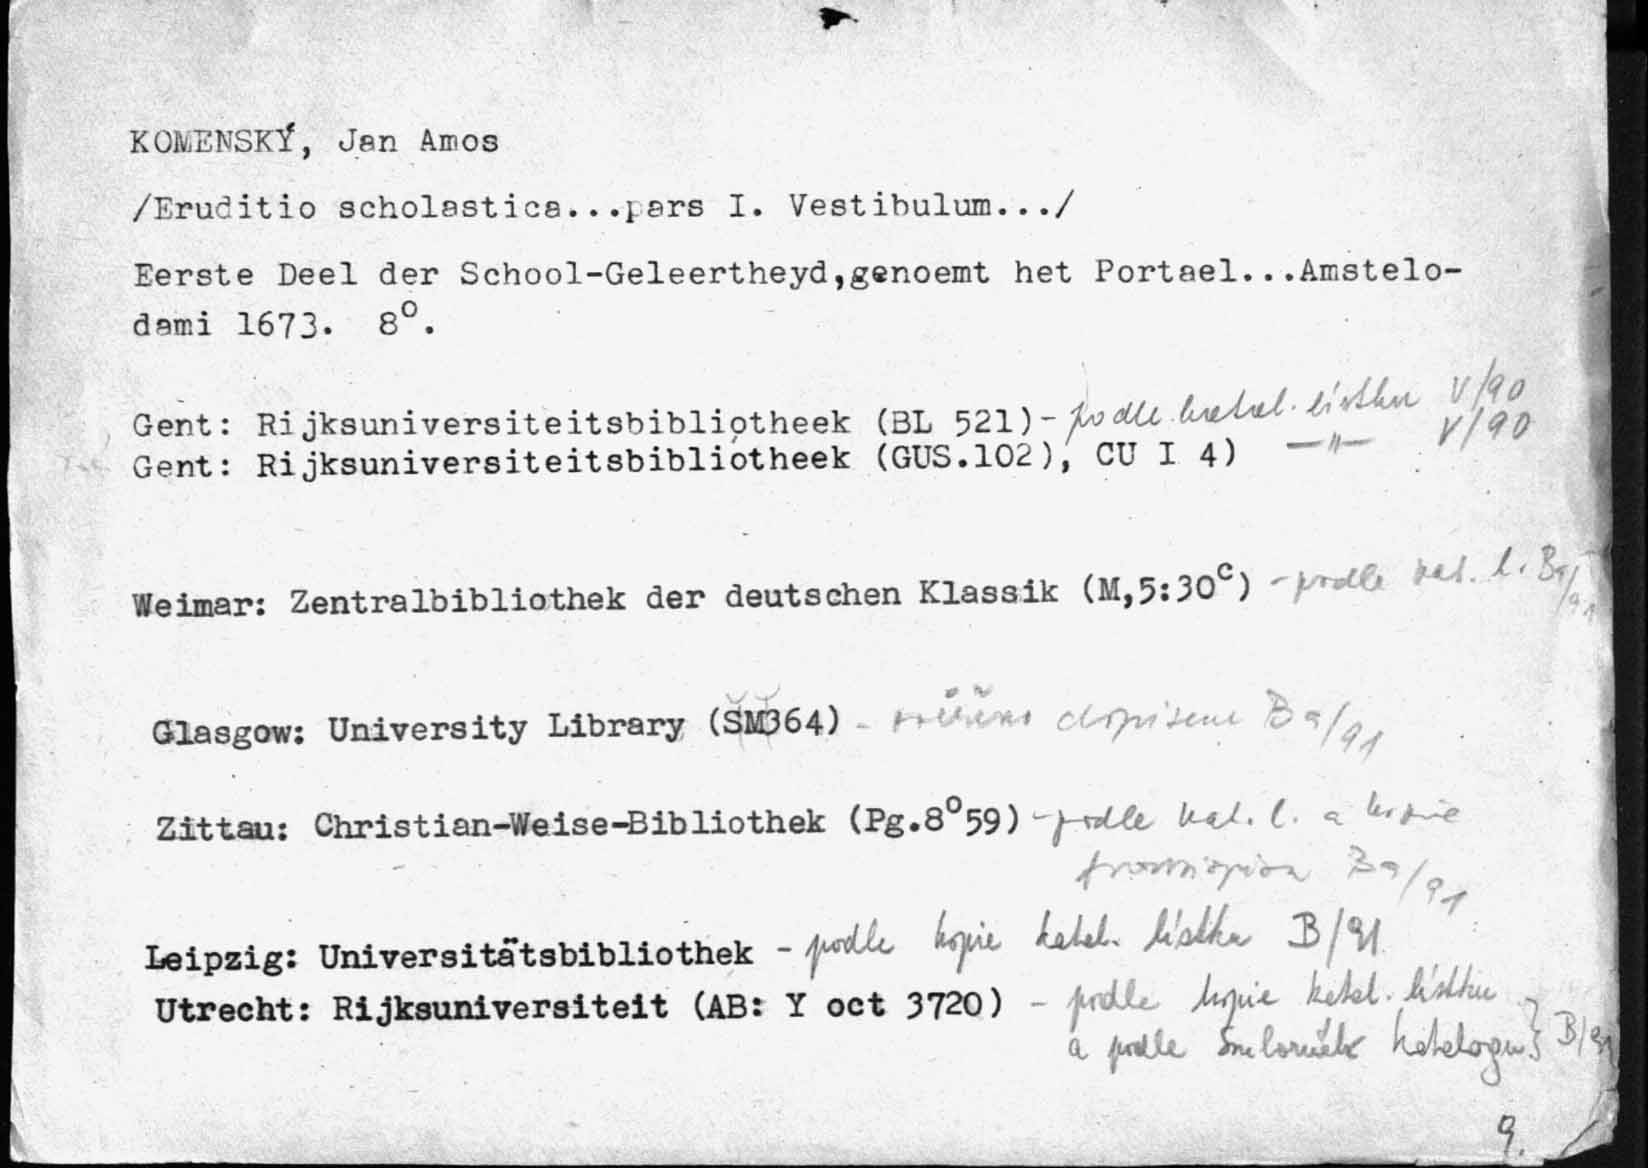 KOMENSKÝ, Jan Amos
/Eruditio scholastica...pars I. Vestibulum.../
Eerste Deel der School-Geleertheyd,genoemt het Portael...Amstelo-
dami 1673. 8°.
Gent: Rijksuniversiteitsbibliotheek (BL 521) - podle katal. lístku V/90
Gent: Rijksuniversiteitsbibliotheek (GUS.102), CU I 4) —"— V/90
Weimar: Zentralbibliothek der deutschen Klassik (M,5:30ᶜ) - podle kat. l. Ba/91
Glasgow: University Library (SM364) - dopisem Ba/91
Zittau: Christian-Weise-Bibliothek (Pg.8°59) - podle kat. l. a kopie
Ba/91
Leipzig: Universitätsbibliothek - podle kopie katal. lístku B/91
Utrecht: Rijksuniversiteit (AB: Y oct 3720) - podle kopie katal. lístku
a podle katalogu } B/91
9.